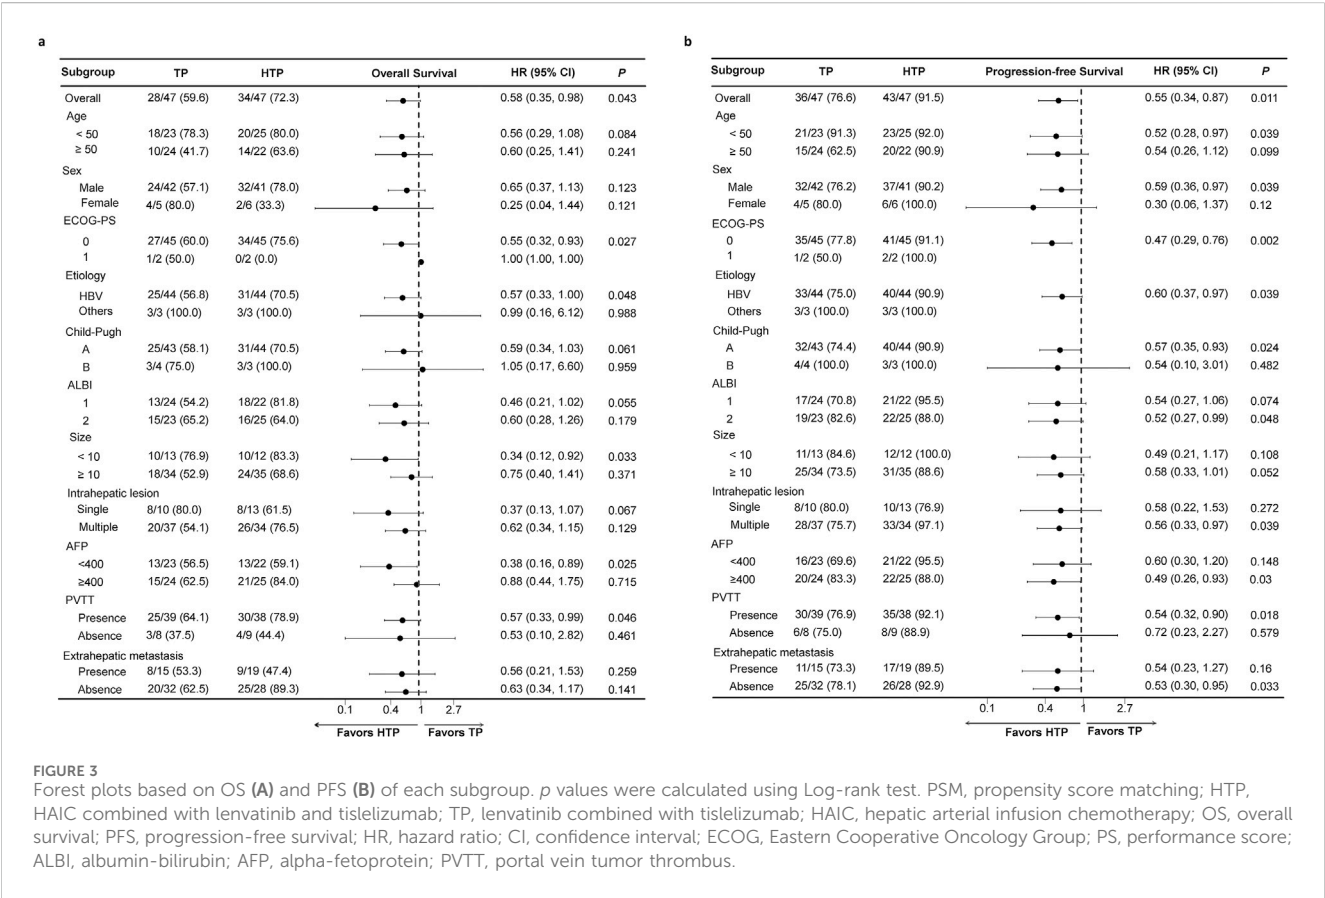 a
Subgroup TP HTP Overall Survival HR (95% CI) P
Overall 28/47 (59.6) 34/47 (72.3) 0.58 (0.35, 0.98) 0.043
Age
< 50 18/23 (78.3) 20/25 (80.0) 0.56 (0.29, 1.08) 0.084
≥ 50 10/24 (41.7) 14/22 (63.6) 0.60 (0.25, 1.41) 0.241
Sex
Male 24/42 (57.1) 32/41 (78.0) 0.65 (0.37, 1.13) 0.123
Female 4/5 (80.0) 2/6 (33.3) 0.25 (0.04, 1.44) 0.121
ECOG-PS
0 27/45 (60.0) 34/45 (75.6) 0.55 (0.32, 0.93) 0.027
1 1/2 (50.0) 0/2 (0.0) 1.00 (1.00, 1.00)
Etiology
HBV 25/44 (56.8) 31/44 (70.5) 0.57 (0.33, 1.00) 0.048
Others 3/3 (100.0) 3/3 (100.0) 0.99 (0.16, 6.12) 0.988
Child-Pugh
A 25/43 (58.1) 31/44 (70.5) 0.59 (0.34, 1.03) 0.061
B 3/4 (75.0) 3/3 (100.0) 1.05 (0.17, 6.60) 0.959
ALBI
1 13/24 (54.2) 18/22 (81.8) 0.46 (0.21, 1.02) 0.055
2 15/23 (65.2) 16/25 (64.0) 0.60 (0.28, 1.26) 0.179
Size
< 10 10/13 (76.9) 10/12 (83.3) 0.34 (0.12, 0.92) 0.033
≥ 10 18/34 (52.9) 24/35 (68.6) 0.75 (0.40, 1.41) 0.371
Intrahepatic lesion
Single 8/10 (80.0) 8/13 (61.5) 0.37 (0.13, 1.07) 0.067
Multiple 20/37 (54.1) 26/34 (76.5) 0.62 (0.34, 1.15) 0.129
AFP
<400 13/23 (56.5) 13/22 (59.1) 0.38 (0.16, 0.89) 0.025
≥400 15/24 (62.5) 21/25 (84.0) 0.88 (0.44, 1.75) 0.715
PVTT
Presence 25/39 (64.1) 30/38 (78.9) 0.57 (0.33, 0.99) 0.046
Absence 3/8 (37.5) 4/9 (44.4) 0.53 (0.10, 2.82) 0.461
Extrahepatic metastasis
Presence 8/15 (53.3) 9/19 (47.4) 0.56 (0.21, 1.53) 0.259
Absence 20/32 (62.5) 25/28 (89.3) 0.63 (0.34, 1.17) 0.141
0.1 0.4 1 2.7
Favors HTP Favors TP
b
Subgroup TP HTP Progression-free Survival HR (95% CI) P
Overall 36/47 (76.6) 43/47 (91.5) 0.55 (0.34, 0.87) 0.011
Age
< 50 21/23 (91.3) 23/25 (92.0) 0.52 (0.28, 0.97) 0.039
≥ 50 15/24 (62.5) 20/22 (90.9) 0.54 (0.26, 1.12) 0.099
Sex
Male 32/42 (76.2) 37/41 (90.2) 0.59 (0.36, 0.97) 0.039
Female 4/5 (80.0) 6/6 (100.0) 0.30 (0.06, 1.37) 0.12
ECOG-PS
0 35/45 (77.8) 41/45 (91.1) 0.47 (0.29, 0.76) 0.002
1 1/2 (50.0) 2/2 (100.0)
Etiology
HBV 33/44 (75.0) 40/44 (90.9) 0.60 (0.37, 0.97) 0.039
Others 3/3 (100.0) 3/3 (100.0)
Child-Pugh
A 32/43 (74.4) 40/44 (90.9) 0.57 (0.35, 0.93) 0.024
B 4/4 (100.0) 3/3 (100.0) 0.54 (0.10, 3.01) 0.482
ALBI
1 17/24 (70.8) 21/22 (95.5) 0.54 (0.27, 1.06) 0.074
2 19/23 (82.6) 22/25 (88.0) 0.52 (0.27, 0.99) 0.048
Size
< 10 11/13 (84.6) 12/12 (100.0) 0.49 (0.21, 1.17) 0.108
≥ 10 25/34 (73.5) 31/35 (88.6) 0.58 (0.33, 1.01) 0.052
Intrahepatic lesion
Single 8/10 (80.0) 10/13 (76.9) 0.58 (0.22, 1.53) 0.272
Multiple 28/37 (75.7) 33/34 (97.1) 0.56 (0.33, 0.97) 0.039
AFP
<400 16/23 (69.6) 21/22 (95.5) 0.60 (0.30, 1.20) 0.148
≥400 20/24 (83.3) 22/25 (88.0) 0.49 (0.26, 0.93) 0.03
PVTT
Presence 30/39 (76.9) 35/38 (92.1) 0.54 (0.32, 0.90) 0.018
Absence 6/8 (75.0) 8/9 (88.9) 0.72 (0.23, 2.27) 0.579
Extrahepatic metastasis
Presence 11/15 (73.3) 17/19 (89.5) 0.54 (0.23, 1.27) 0.16
Absence 25/32 (78.1) 26/28 (92.9) 0.53 (0.30, 0.95) 0.033
0.1 0.4 1 2.7
Favors HTP Favors TP
FIGURE 3
Forest plots based on OS (A) and PFS (B) of each subgroup. p values were calculated using Log-rank test. PSM, propensity score matching; HTP,
HAIC combined with lenvatinib and tislelizumab; TP, lenvatinib combined with tislelizumab; HAIC, hepatic arterial infusion chemotherapy; OS, overall
survival; PFS, progression-free survival; HR, hazard ratio; CI, confidence interval; ECOG, Eastern Cooperative Oncology Group; PS, performance score;
ALBI, albumin-bilirubin; AFP, alpha-fetoprotein; PVTT, portal vein tumor thrombus.